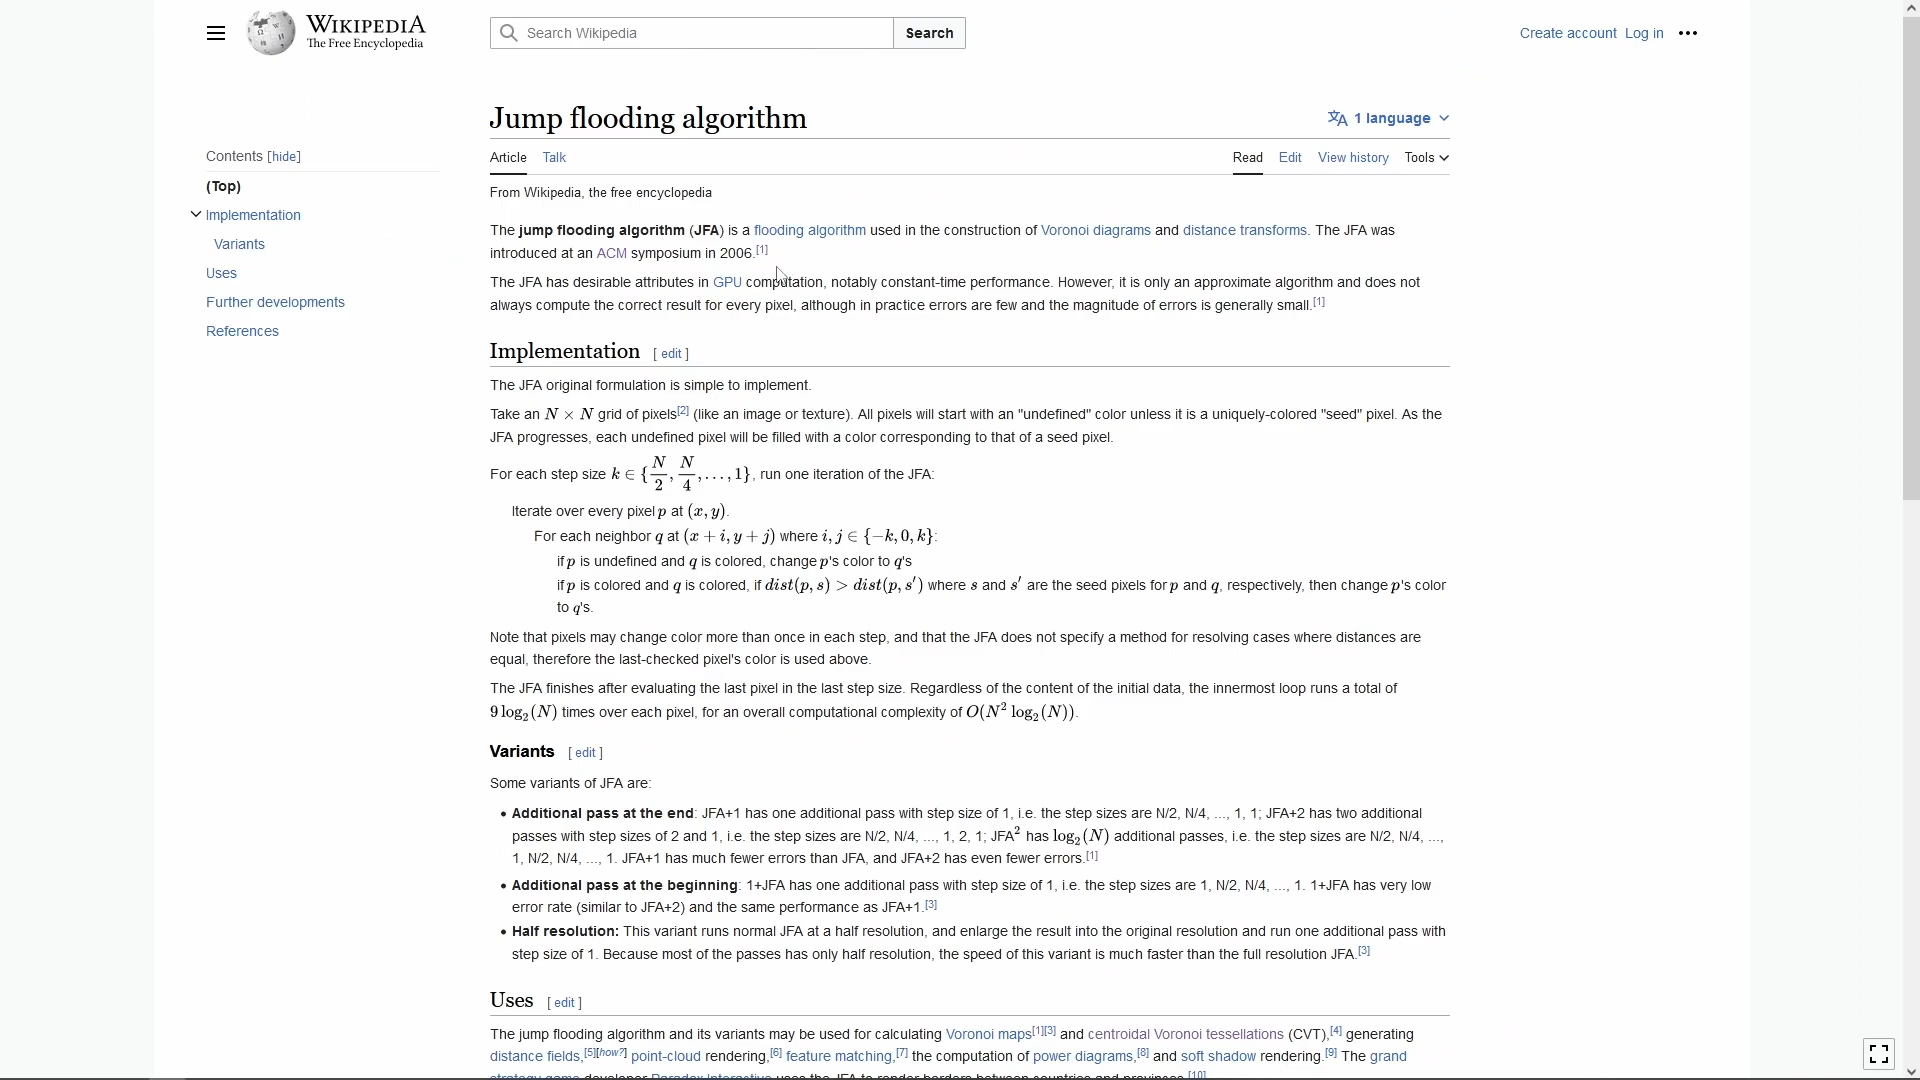 WIKIPEDIA
The Free Encyclopedia
Search Wikipedia
Search
Create account Log in
Jump flooding algorithm
1 language
Contents [hide]
(Top)
Implementation
Variants
Uses
Further developments
References
Article Talk
Read Edit View history Tools
From Wikipedia, the free encyclopedia
The jump flooding algorithm (JFA) is a flooding algorithm used in the construction of Voronoi diagrams and distance transforms. The JFA was
introduced at an ACM symposium in 2006.[1]
The JFA has desirable attributes in GPU computation, notably constant-time performance. However, it is only an approximate algorithm and does not
always compute the correct result for every pixel, although in practice errors are few and the magnitude of errors is generally small.[1]
Implementation [ edit ]
The JFA original formulation is simple to implement.
Take an N × N grid of pixels[2] (like an image or texture). All pixels will start with an "undefined" color unless it is a uniquely-colored "seed" pixel. As the
JFA progresses, each undefined pixel will be filled with a color corresponding to that of a seed pixel.
For each step size k ∈ {N/2, N/4, ..., 1}, run one iteration of the JFA:
Iterate over every pixel p at (x, y).
For each neighbor q at (x + i, y + j) where i, j ∈ {−k, 0, k}:
if p is undefined and q is colored, change p's color to q's
if p is colored and q is colored, if dist(p, s) > dist(p, s′) where s and s′ are the seed pixels for p and q, respectively, then change p's color
to q's.
Note that pixels may change color more than once in each step, and that the JFA does not specify a method for resolving cases where distances are
equal, therefore the last-checked pixel's color is used above.
The JFA finishes after evaluating the last pixel in the last step size. Regardless of the content of the initial data, the innermost loop runs a total of
9 log₂(N) times over each pixel, for an overall computational complexity of O(N² log₂(N)).
Variants [ edit ]
Some variants of JFA are:
• Additional pass at the end: JFA+1 has one additional pass with step size of 1, i.e. the step sizes are N/2, N/4, ..., 1, 1; JFA+2 has two additional
passes with step sizes of 2 and 1, i.e. the step sizes are N/2, N/4, ..., 1, 2, 1; JFA² has log₂(N) additional passes, i.e. the step sizes are N/2, N/4, ...,
1, N/2, N/4, ..., 1. JFA+1 has much fewer errors than JFA, and JFA+2 has even fewer errors.[1]
• Additional pass at the beginning: 1+JFA has one additional pass with step size of 1, i.e. the step sizes are 1, N/2, N/4, ..., 1. 1+JFA has very low
error rate (similar to JFA+2) and the same performance as JFA+1.[3]
• Half resolution: This variant runs normal JFA at a half resolution, and enlarge the result into the original resolution and run one additional pass with
step size of 1. Because most of the passes has only half resolution, the speed of this variant is much faster than the full resolution JFA.[3]
Uses [ edit ]
The jump flooding algorithm and its variants may be used for calculating Voronoi maps[1][3] and centroidal Voronoi tessellations (CVT),[4] generating
distance fields,[5][how?] point-cloud rendering,[6] feature matching,[7] the computation of power diagrams,[8] and soft shadow rendering.[9] The grand
strategy game developer Paradox Interactive uses the JFA to render borders between countries and provinces.[10]